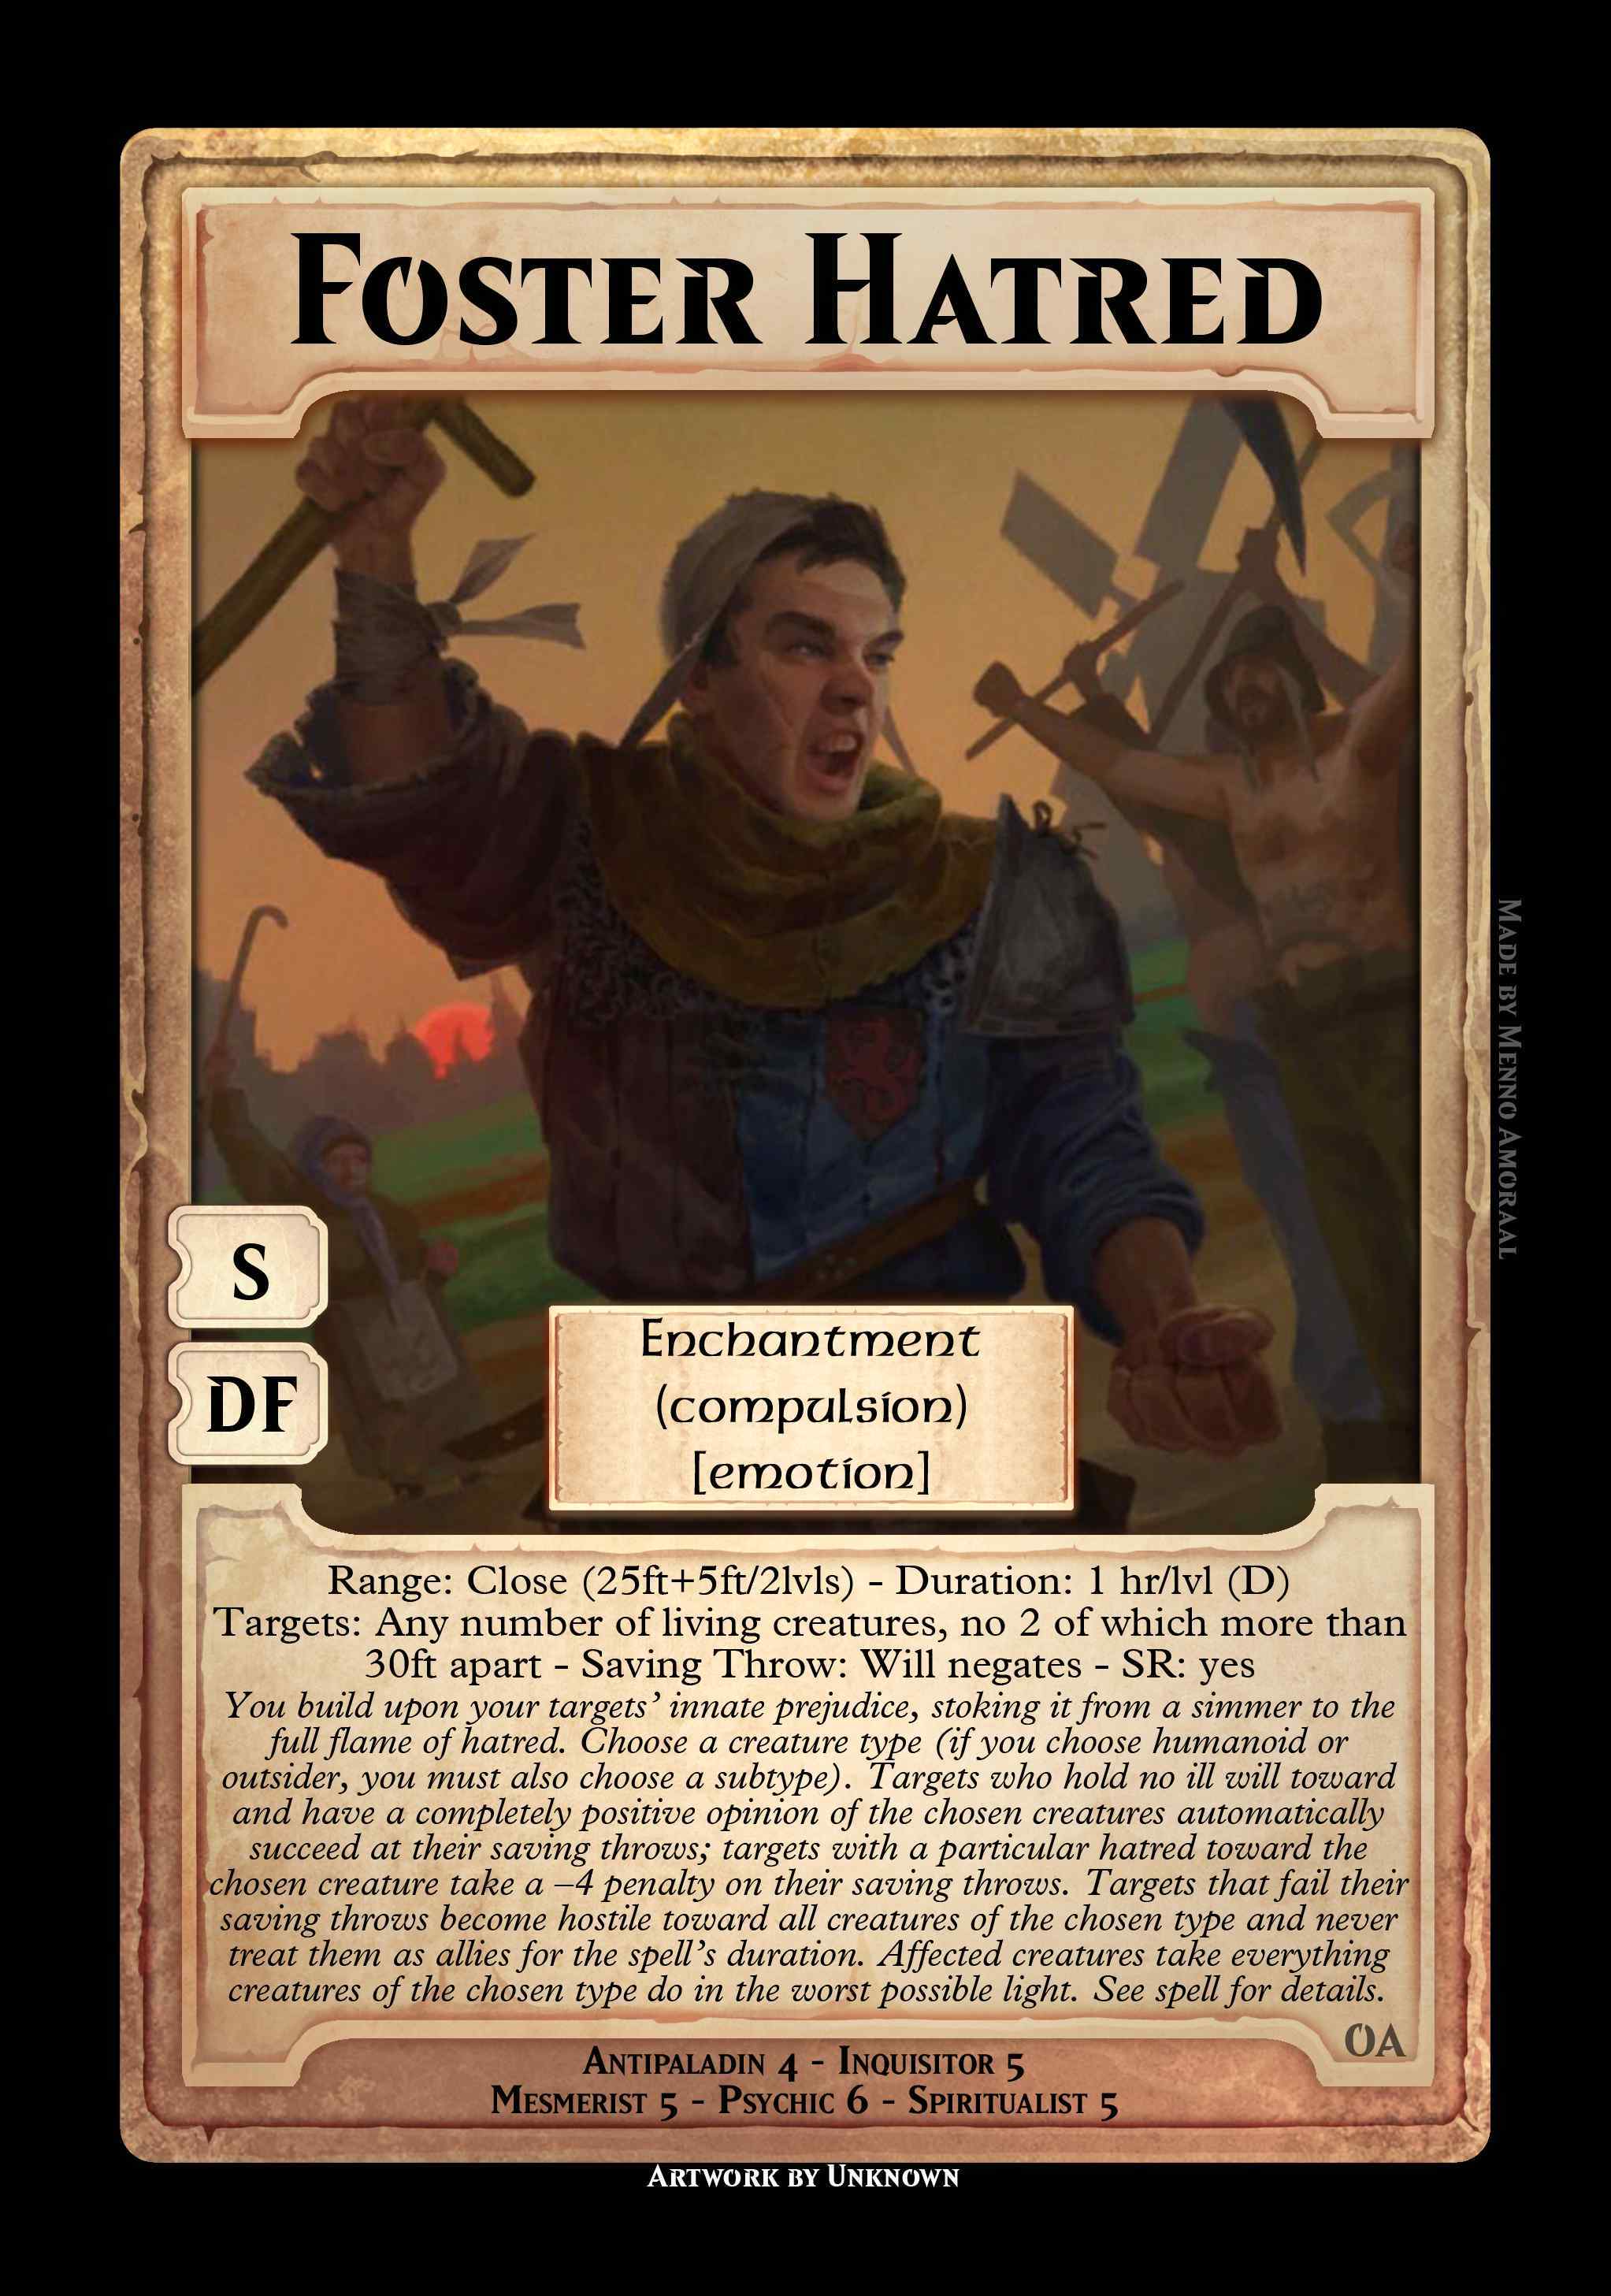 Foster Hatred
S
DF
Enchantment
(compulsion)
[emotion]
Range: Close (25ft+5ft/2lvls) - Duration: 1 hr/lvl (D)
Targets: Any number of living creatures, no 2 of which more than
30ft apart - Saving Throw: Will negates - SR: yes
You build upon your targets' innate prejudice, stoking it from a simmer to the
full flame of hatred. Choose a creature type (if you choose humanoid or
outsider, you must also choose a subtype). Targets who hold no ill will toward
and have a completely positive opinion of the chosen creatures automatically
succeed at their saving throws; targets with a particular hatred toward the
chosen creature take a –4 penalty on their saving throws. Targets that fail their
saving throws become hostile toward all creatures of the chosen type and never
treat them as allies for the spell's duration. Affected creatures take everything
creatures of the chosen type do in the worst possible light. See spell for details.
OA
Antipaladin 4 - Inquisitor 5
Mesmerist 5 - Psychic 6 - Spiritualist 5
Artwork by Unknown
Made by Menno Amoraal